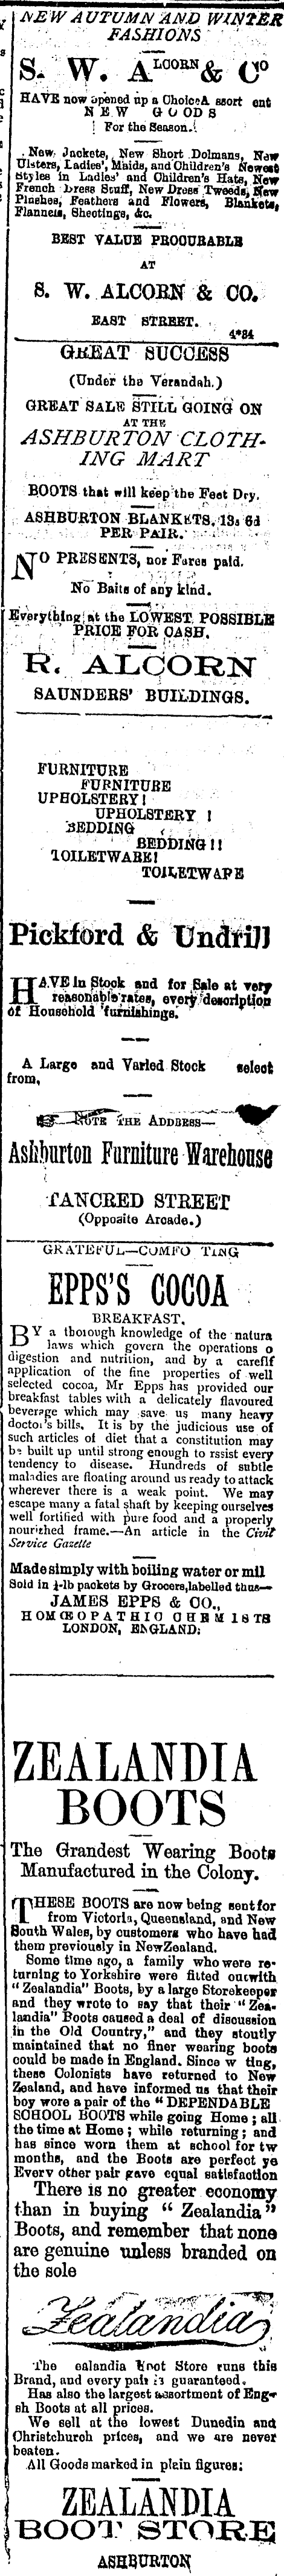 NEW AUTUMN AND WINTER
FASHIONS
S. W. ALCORN & CO
HAVE now opened up a Choice A ssort ent
NEW GOODS
For the Season.
New Jackets, New Short Dolmans, New
Ulsters, Ladies', Maids, and Children's Newest
Styles in Ladies' and Children's Hats, New
French Dress Stuff, New Dress Tweeds, New
Plushes, Feathers and Flowers, Blankets,
Flannels, Sheetings, &c.
BEST VALUE PROCURABLE
AT
S. W. ALCORN & CO.
EAST STREET.
4*84
GREAT SUCCESS
(Under the Verandah.)
GREAT SALE STILL GOING ON
AT THE
ASHBURTON CLOTH-
ING MART
BOOTS that will keep the Feet Dry.
ASHBURTON BLANKETS, 13s 6d
PER PAIR.
NO PRESENTS, nor Fares paid.
No Baits of any kind.
Everything at the LOWEST POSSIBLE
PRICE FOR CASH.
R. ALCORN
SAUNDERS' BUILDINGS.
FURNITURE
FURNITURE
UPHOLSTERY!
UPHOLSTERY !
BEDDING
BEDDING!!
TOILETWARE!
TOILETWARE
Pickford & Undrill
HAVE In Stock and for Sale at very
reasonable rates, every description
of Household furnishings.
A Large and Varied Stock select
from,
NOTE THE ADDRESS—
Ashburton Furniture Warehouse
TANCRED STREET
(Opposite Arcade.)
GRATEFUL—COMFO TING
EPPS'S COCOA
BREAKFAST.
BY a thorough knowledge of the natura
laws which govern the operations o
digestion and nutrition, and by a careflf
application of the fine properties of well
selected cocoa, Mr Epps has provided our
breakfast tables with a delicately flavoured
beverage which may save us many heavy
doctor's bills. It is by the judicious use of
such articles of diet that a constitution may
be built up until strong enough to rssist every
tendency to disease. Hundreds of subtle
maladies are floating around us ready to attack
wherever there is a weak point. We may
escape many a fatal shaft by keeping ourselves
well fortified with pure food and a properly
nourished frame.—An article in the Civil
Service Gazette
Made simply with boiling water or mil
Sold in ¼-lb packets by Grocers, labelled thus—
JAMES EPPS & CO.,
HOMŒOPATHIC CHEMISTS
LONDON, ENGLAND:
ZEALANDIA
BOOTS
The Grandest Wearing Boots
Manufactured in the Colony.
THESE BOOTS are now being sent for
from Victoria, Queensland, and New
South Wales, by customers who have had
them previously in NewZealand.
Some time ago, a family who were re-
turning to Yorkshire were fitted outwith
"Zealandia" Boots, by a large Storekeeper
and they wrote to say that their "Zea-
landia" Boots caused a deal of discussion
in the Old Country," and they stoutly
maintained that no finer wearing boots
could be made in England. Since w ting,
these Colonists have returned to New
Zealand, and have informed us that their
boy wore a pair of the "DEPENDABLE
SCHOOL BOOTS while going Home; all
the time at Home; while returning; and
has since worn them at school for tw
months, and the Boots are perfect ye
Every other pair gave equal satisfaction
There is no greater economy
than in buying "Zealandia"
Boots, and remember that none
are genuine unless branded on
the sole
Zealandia
The ealandia Boot Store runs this
Brand, and every pair is guaranteed.
Has also the largest assortment of Eng-
sh Boots at all prices.
We sell at the lowest Dunedin and
Christchurch prices, and we are never
beaten.
All Goods marked in plain figures:
ZEALANDIA
BOOT STORE
ASHBURTON